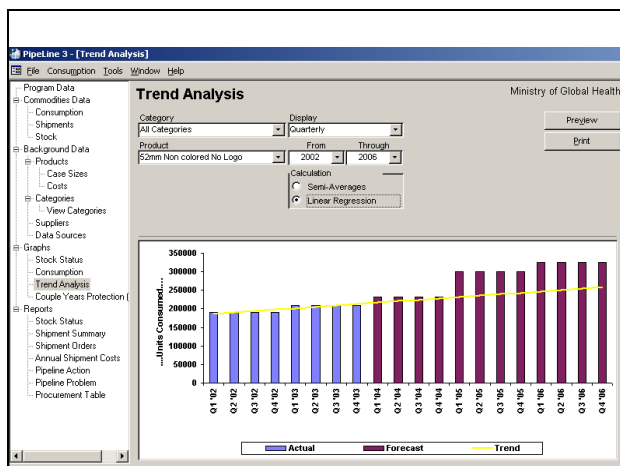 PipeLine 3 - [Trend Analysis]
File Consumption Tools Window Help
Program Data
Commodities Data
Consumption
Shipments
Stock
Background Data
Products
Case Sizes
Costs
Categories
View Categories
Suppliers
Data Sources
Graphs
Stock Status
Consumption
Trend Analysis
Couple Years Protection (
Reports
Stock Status
Shipment Summary
Shipment Orders
Annual Shipment Costs
Pipeline Action
Pipeline Problem
Procurement Table
Trend Analysis
Ministry of Global Health
Category
Display
All Categories
Quarterly
Product
From
Through
52mm Non colored No Logo
2002
2006
Calculation
Semi-Averages
Linear Regression
Preview
Print
...Units Consumed....
350000
300000
250000
200000
150000
100000
50000
0
Q1 '02
Q2 '02
Q3 '02
Q4 '02
Q1 '03
Q2 '03
Q3 '03
Q4 '03
Q1 '04
Q2 '04
Q3 '04
Q4 '04
Q1 '05
Q2 '05
Q3 '05
Q4 '05
Q1 '06
Q2 '06
Q3 '06
Q4 '06
Actual
Forecast
Trend